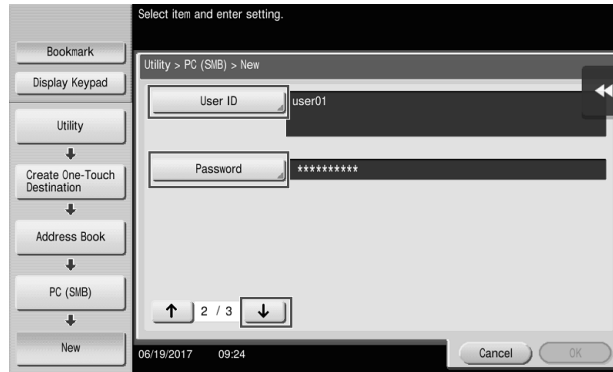 Select item and enter setting.
Bookmark
Display Keypad
Utility
Create One-Touch
Destination
Address Book
PC (SMB)
New
Utility > PC (SMB) > New
User ID
user01
Password
**********
↑ 2 / 3 ↓
06/19/2017 09:24
Cancel
OK